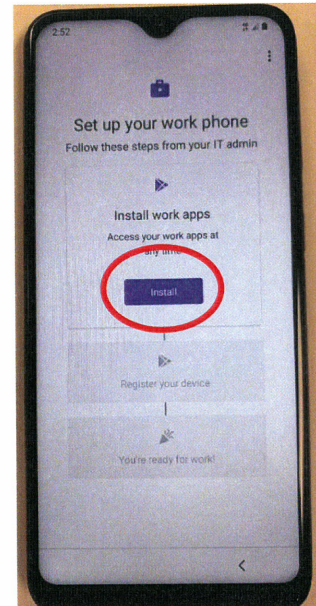 2:52
Set up your work phone
Follow these steps from your IT admin
Install work apps
Access your work apps at
any time
Install
Register your device
You're ready for work!